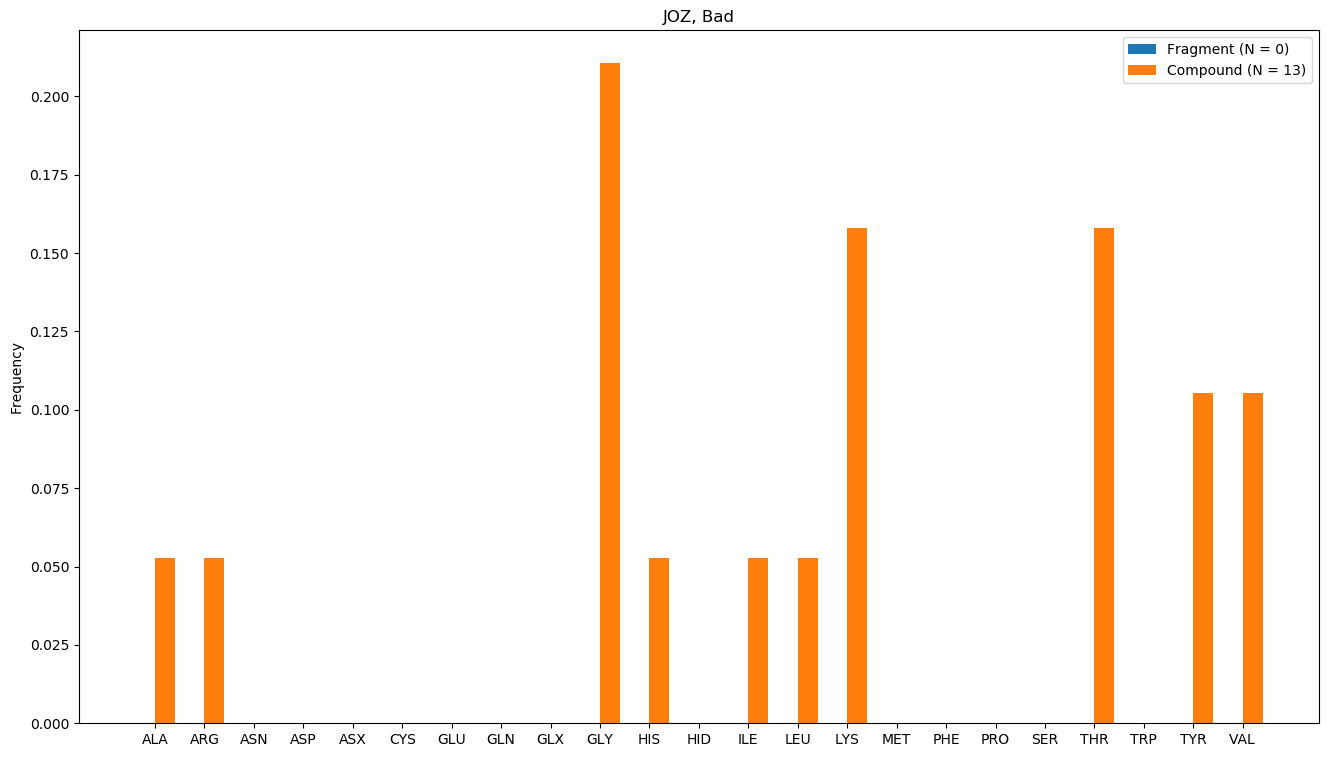 JOZ, Bad
Fragment (N = 0)
Compound (N = 13)
0.200
0.175
0.150
0.125
0.100
0.075
0.050
0.025
0.000
Frequency
ALA ARG ASN ASP ASX CYS GLU GLN GLX GLY HIS HID ILE LEU LYS MET PHE PRO SER THR TRP TYR VAL